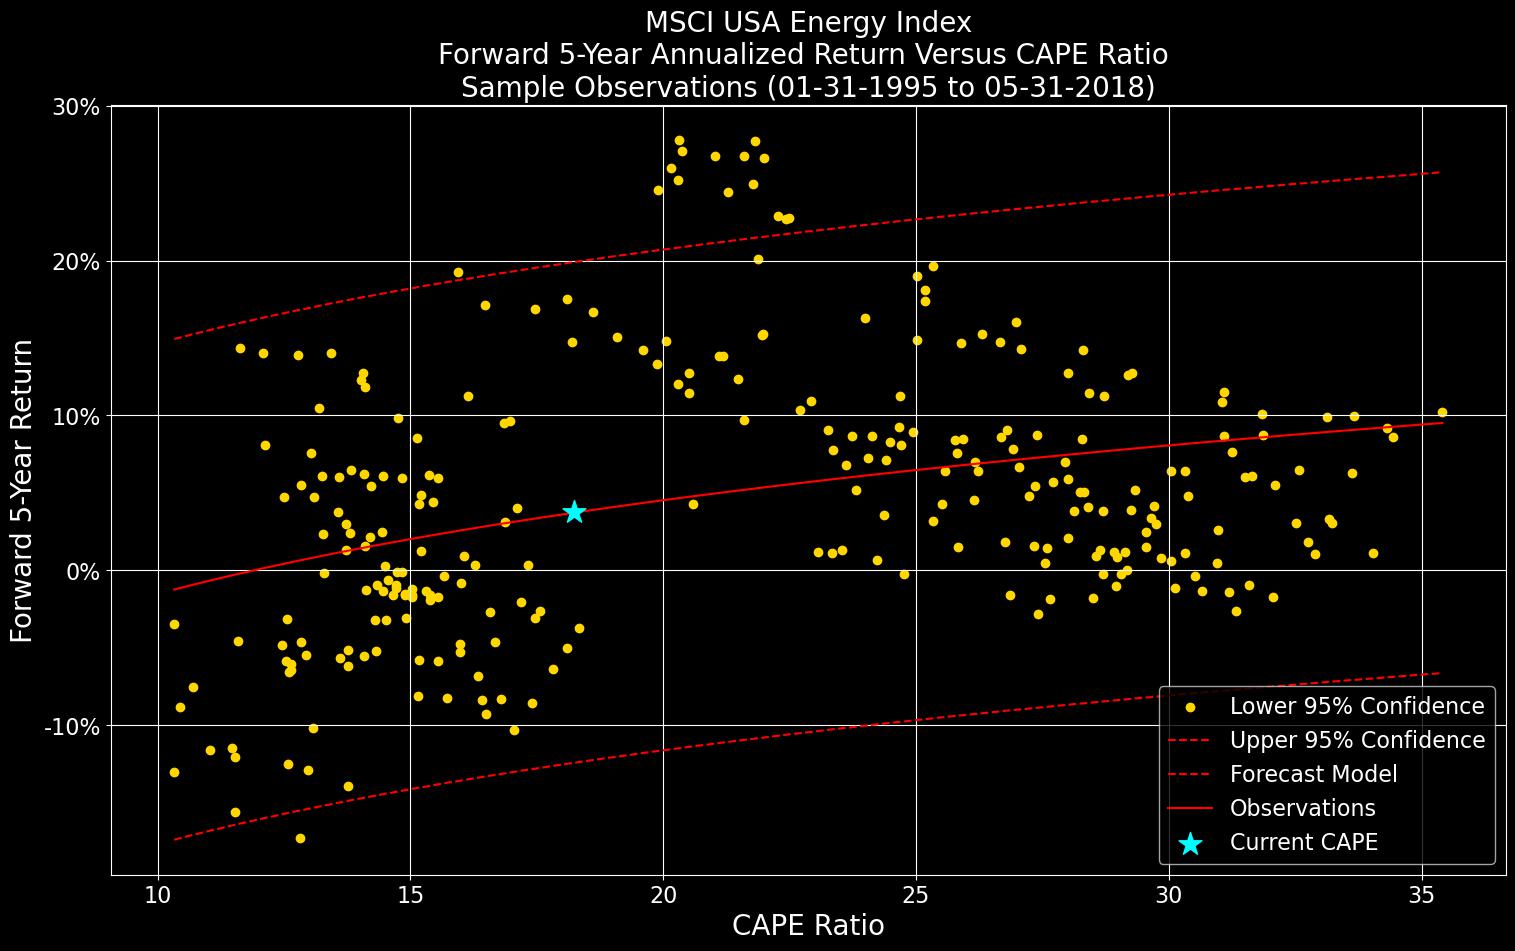 MSCI USA Energy Index
Forward 5-Year Annualized Return Versus CAPE Ratio
Sample Observations (01-31-1995 to 05-31-2018)
Forward 5-Year Return
30%
20%
10%
0%
-10%
Lower 95% Confidence
Upper 95% Confidence
Forecast Model
Observations
Current CAPE
10 15 20 25 30 35
CAPE Ratio